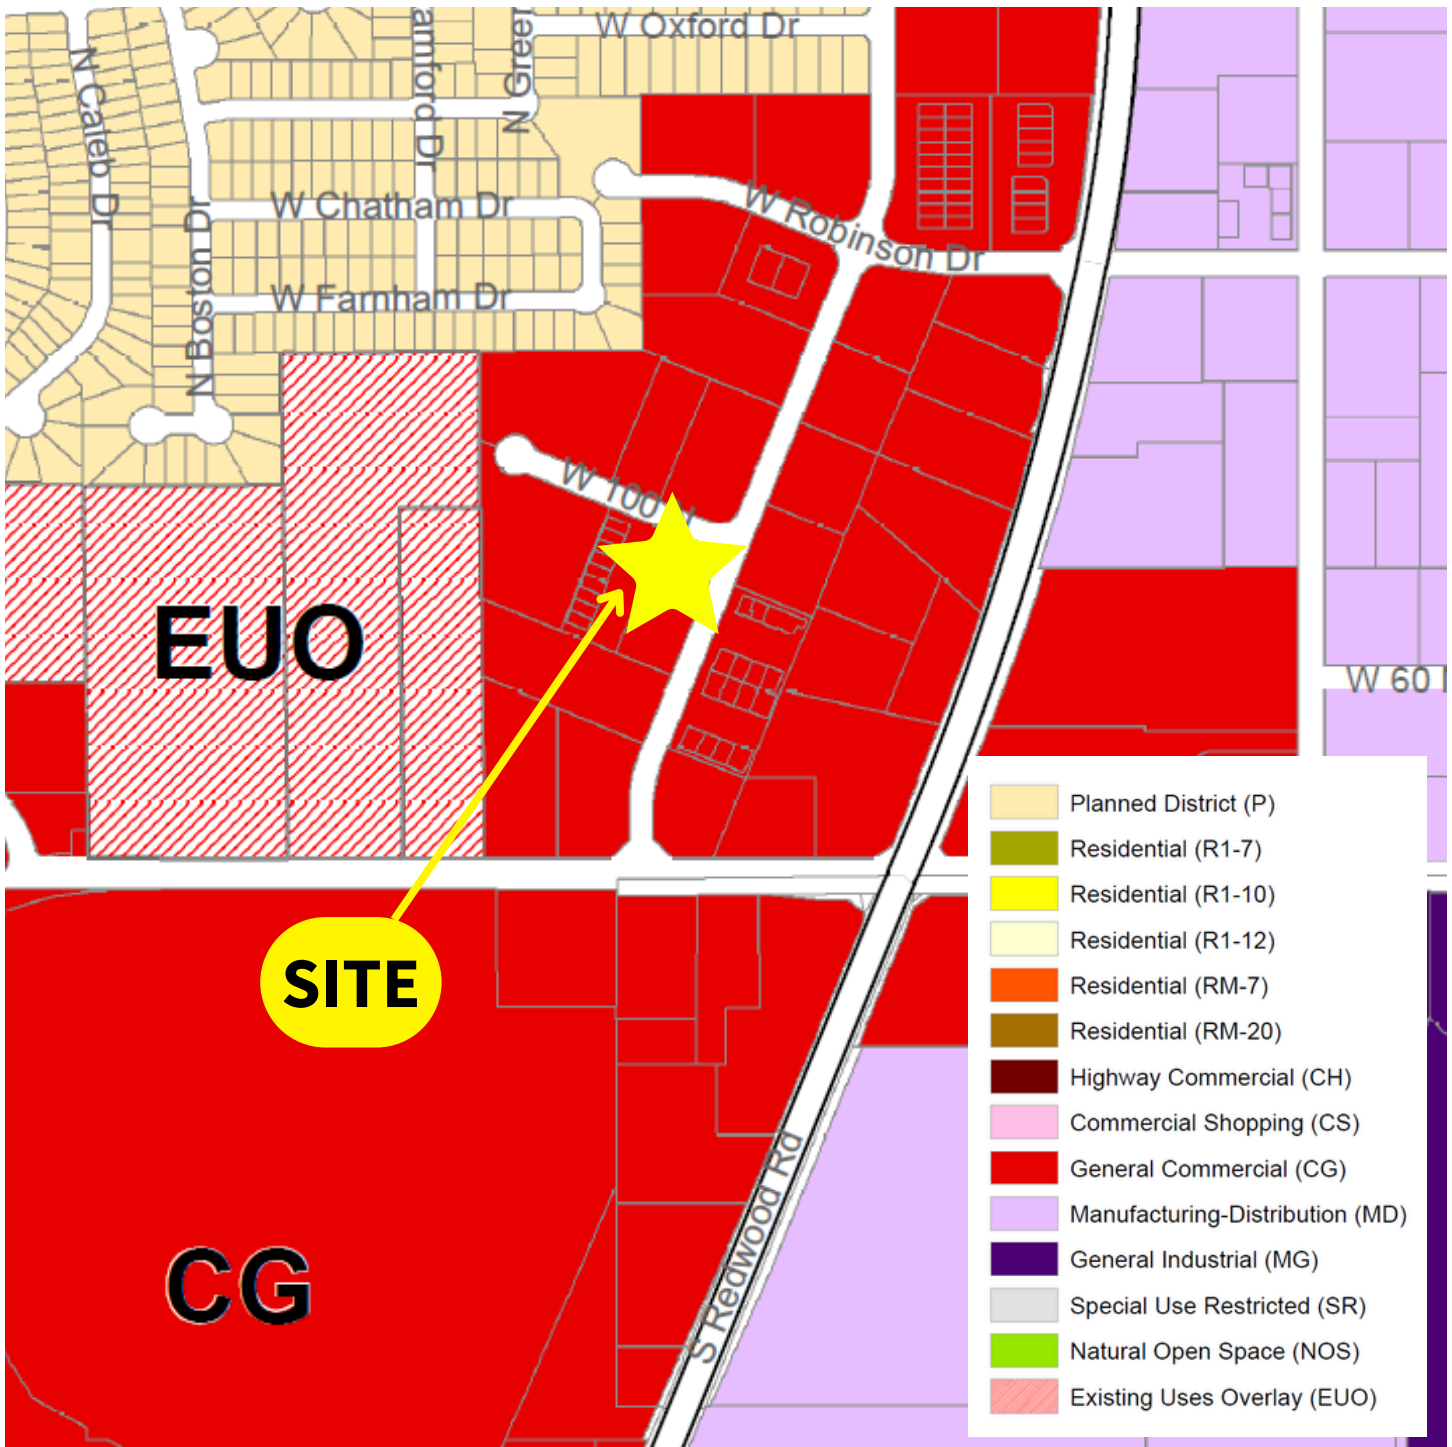 W Oxford Dr
N Caleb Dr
amford Dr
N Green
W Chatham Dr
W Robinson Dr
N Boston Dr
W Farnham Dr
W 100
EUO
W 60
SITE
CG
S Redwood Rd
Planned District (P)
Residential (R1-7)
Residential (R1-10)
Residential (R1-12)
Residential (RM-7)
Residential (RM-20)
Highway Commercial (CH)
Commercial Shopping (CS)
General Commercial (CG)
Manufacturing-Distribution (MD)
General Industrial (MG)
Special Use Restricted (SR)
Natural Open Space (NOS)
Existing Uses Overlay (EUO)